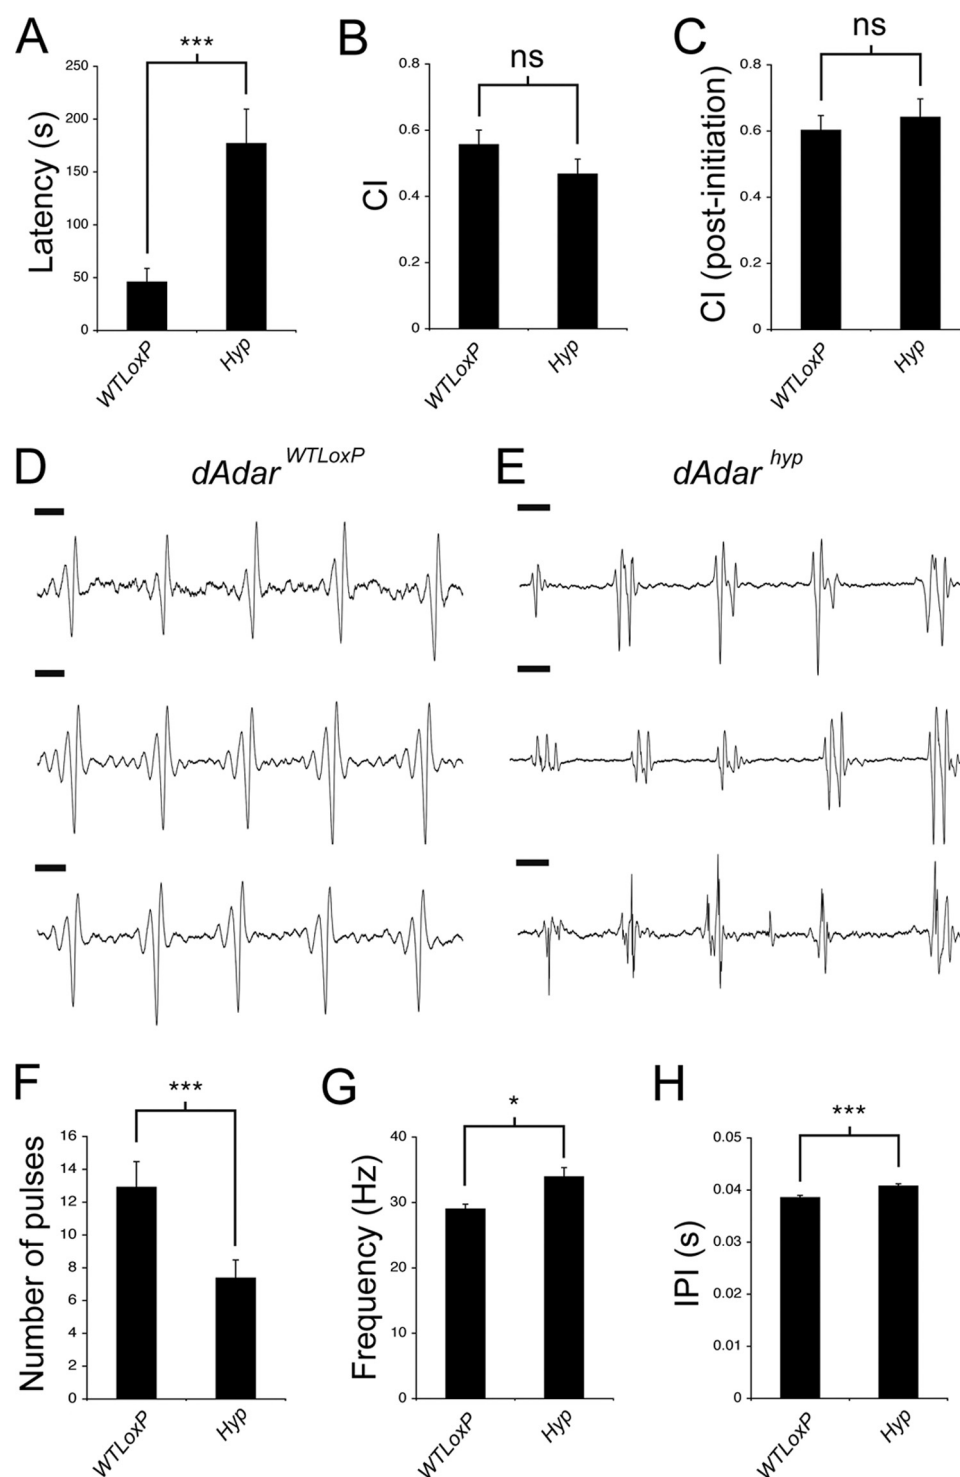 A
***
Latency (s)
250
200
150
100
50
0
WTLoxP
Hyp
B
ns
CI
0.8
0.6
0.4
0.2
0
WTLoxP
Hyp
C
ns
CI (post-initiation)
0.8
0.6
0.4
0.2
0
WTLoxP
Hyp
D
dAdar WTLoxP
E
dAdar hyp
F
***
Number of pulses
16
14
12
10
8
6
4
2
0
WTLoxP
Hyp
G
*
Frequency (Hz)
40
30
20
10
0
WTLoxP
Hyp
H
***
IPI (s)
0.05
0.04
0.03
0.02
0.01
0
WTLoxP
Hyp